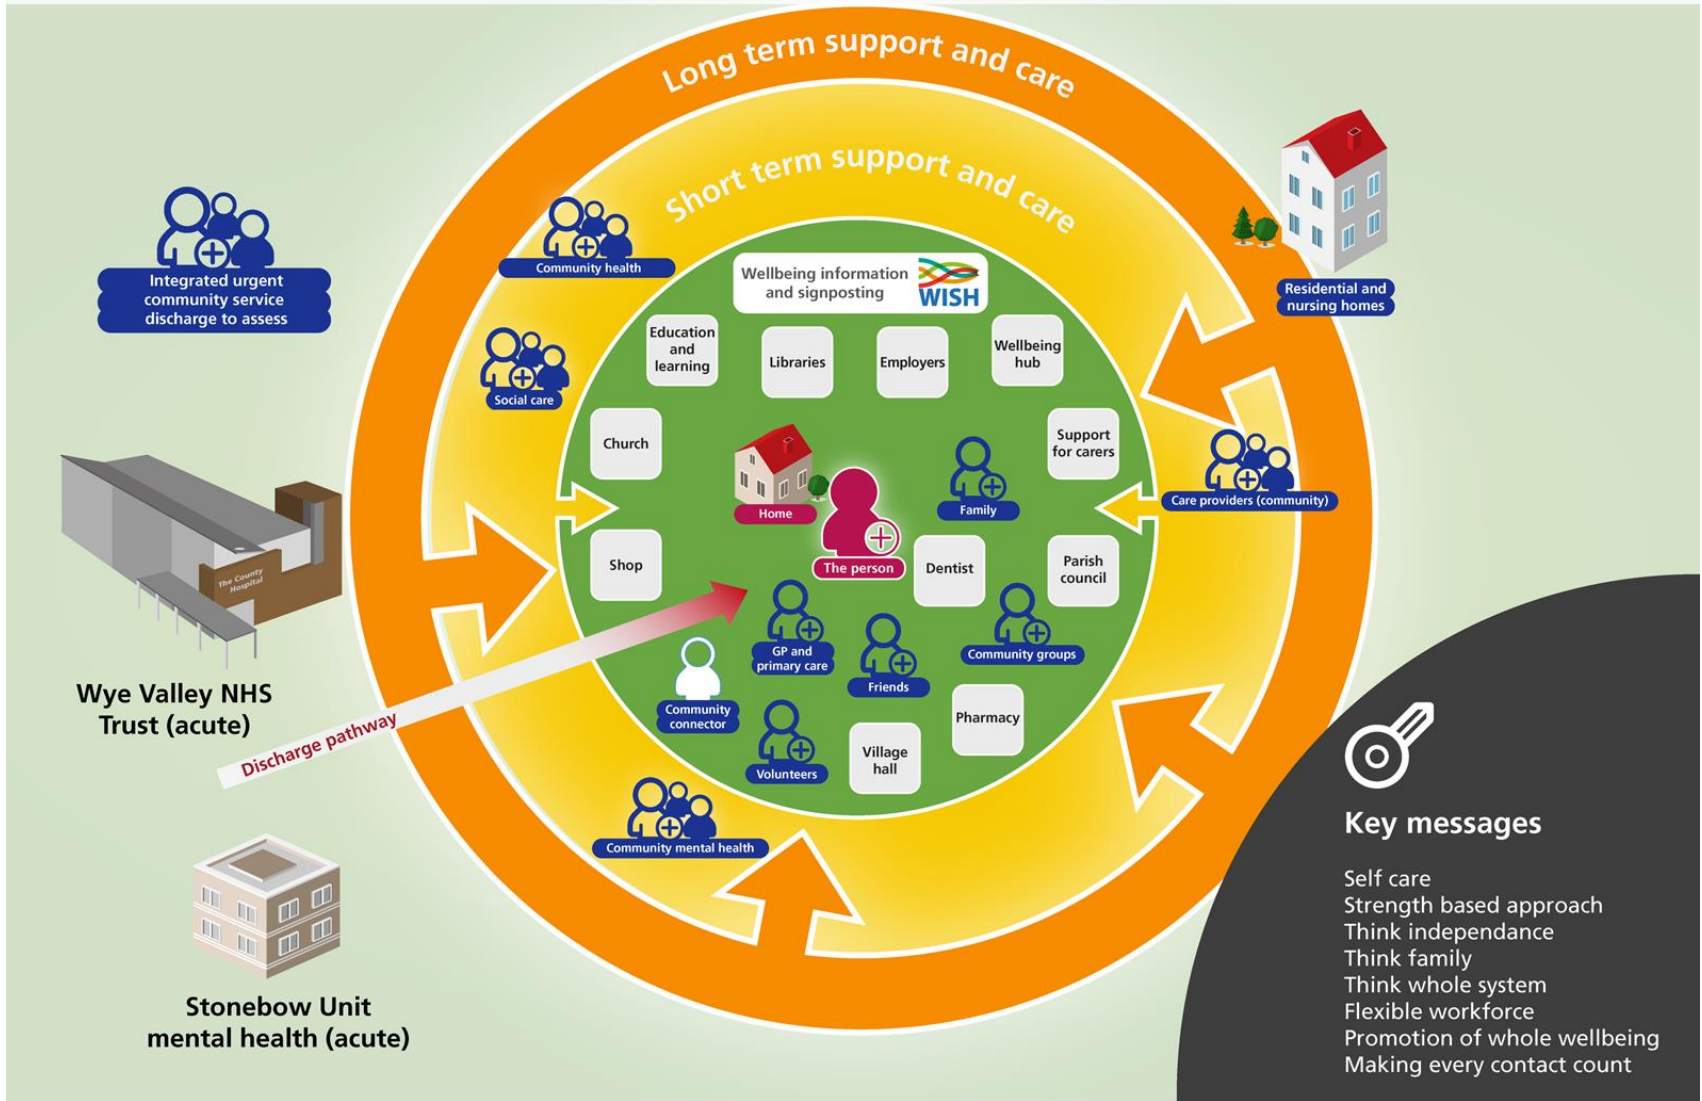 Long term support and care
Short term support and care
Integrated urgent
community service
discharge to assess
Community health
Social care
Wellbeing information
and signposting
WISH
Education
and
learning
Libraries
Employers
Wellbeing
hub
Church
Support
for carers
Residential and
nursing homes
Care providers (community)
Home
Family
The person
Shop
Dentist
Parish
council
The County
Hospital
Wye Valley NHS
Trust (acute)
Discharge pathway
GP and
primary care
Community groups
Friends
Community
connector
Pharmacy
Volunteers
Village
hall
Community mental health
Stonebow Unit
mental health (acute)
Key messages
Self care
Strength based approach
Think independance
Think family
Think whole system
Flexible workforce
Promotion of whole wellbeing
Making every contact count